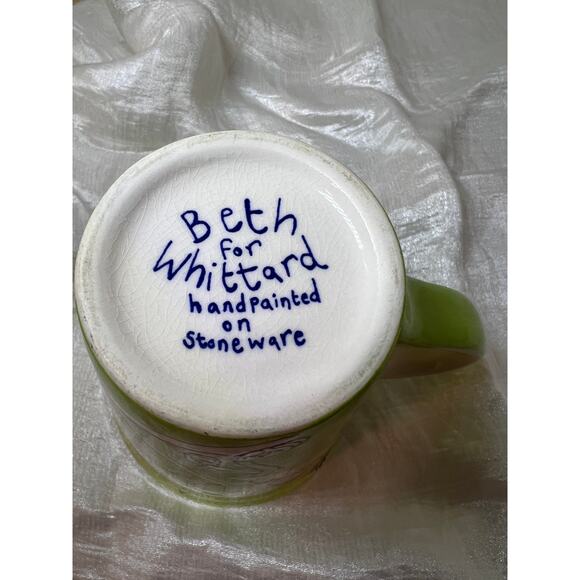 Beth
for
Whittard
handpainted
on
stoneware